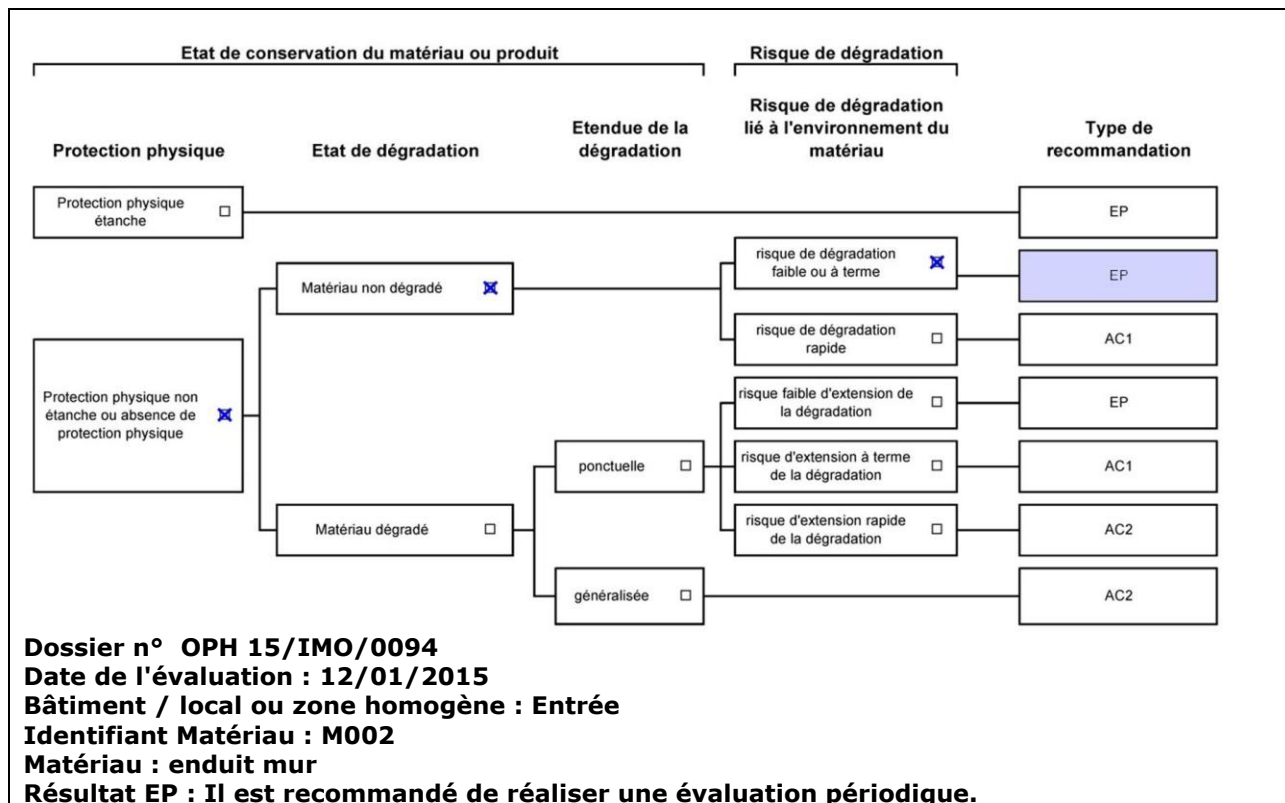 Etat de conservation du matériau ou produit
Risque de dégradation
Protection physique
Etat de dégradation
Etendue de la
dégradation
Risque de dégradation
lié à l'environnement du
matériau
Type de
recommandation
Protection physique
étanche
EP
Matériau non dégradé
risque de dégradation
faible ou à terme
EP
risque de dégradation
rapide
AC1
Protection physique non
étanche ou absence de
protection physique
risque faible d'extension de
la dégradation
EP
ponctuelle
risque d'extension à terme
de la dégradation
AC1
Matériau dégradé
risque d'extension rapide
de la dégradation
AC2
généralisée
AC2
Dossier n° OPH 15/IMO/0094
Date de l'évaluation : 12/01/2015
Bâtiment / local ou zone homogène : Entrée
Identifiant Matériau : M002
Matériau : enduit mur
Résultat EP : Il est recommandé de réaliser une évaluation périodique.